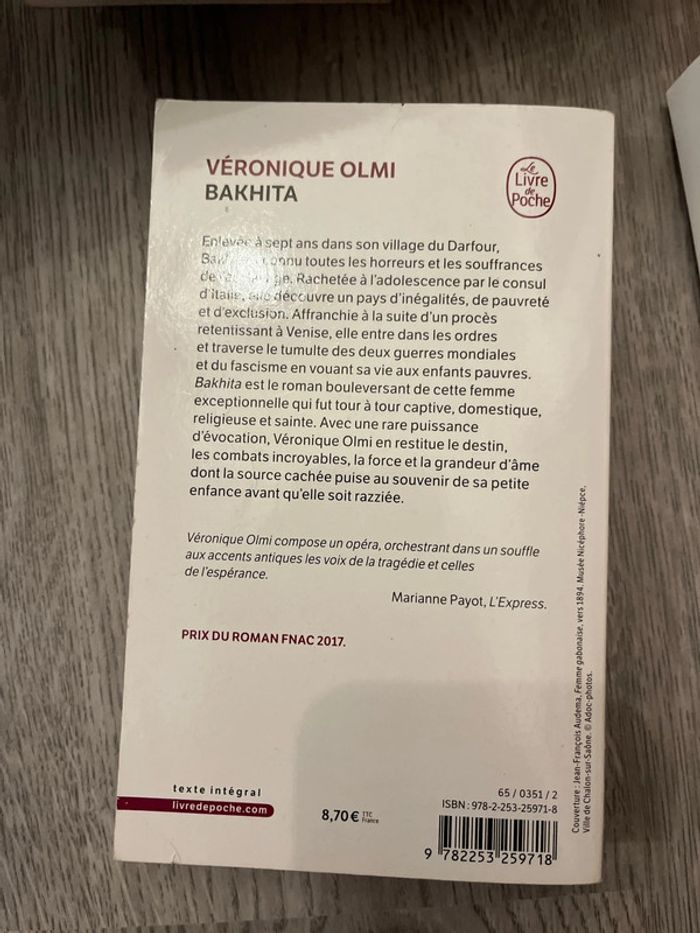 VÉRONIQUE OLMI
BAKHITA
Le
Livre
de
Poche
Enlevée à sept ans dans son village du Darfour,
connu toutes les horreurs et les souffrances
de Rachetée à l'adolescence par le consul
d'Italie, elle découvre un pays d'inégalités, de pauvreté
et d'exclusion. Affranchie à la suite d'un procès
retentissant à Venise, elle entre dans les ordres
et traverse le tumulte des deux guerres mondiales
et du fascisme en vouant sa vie aux enfants pauvres.
Bakhita est le roman bouleversant de cette femme
exceptionnelle qui fut tour à tour captive, domestique,
religieuse et sainte. Avec une rare puissance
d'évocation, Véronique Olmi en restitue le destin,
les combats incroyables, la force et la grandeur d'âme
dont la source cachée puise au souvenir de sa petite
enfance avant qu'elle soit razziée.
Véronique Olmi compose un opéra, orchestrant dans un souffle
aux accents antiques les voix de la tragédie et celles
de l'espérance.
Marianne Payot, L'Express.
PRIX DU ROMAN FNAC 2017.
texte intégral
livredepoche.com
8,70 € TTC
France
65 / 0351 / 2
ISBN : 978-2-253-25971-8
9 782253 259718
Couverture : Jean-François Audema, Femme gabonaise, vers 1894. Musée Nicéphore-Niépce,
Ville de Chalon-sur-Saône. © Adoc-photos.